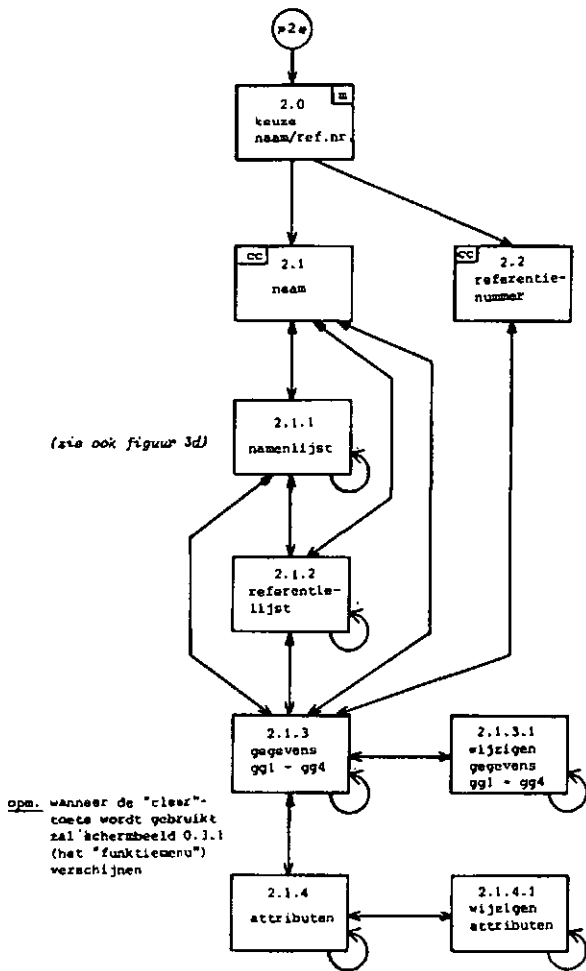 »2«
m
2.0
keuze
naam/ref.nr.
cc
2.1
naam
cc
2.2
referentie-
nummer
2.1.1
namenlijst
(zie ook figuur 3d)
2.1.2
referentie-
lijst
2.1.3
gegevens
gg1 - gg4
2.1.3.1
wijzigen
gegevens
gg1 - gg4
opm. wanneer de "clear"-
toets wordt gebruikt
zal schermbeeld 0.3.1
(het "funktiemenu")
verschijnen
2.1.4
attributen
2.1.4.1
wijzigen
attributen